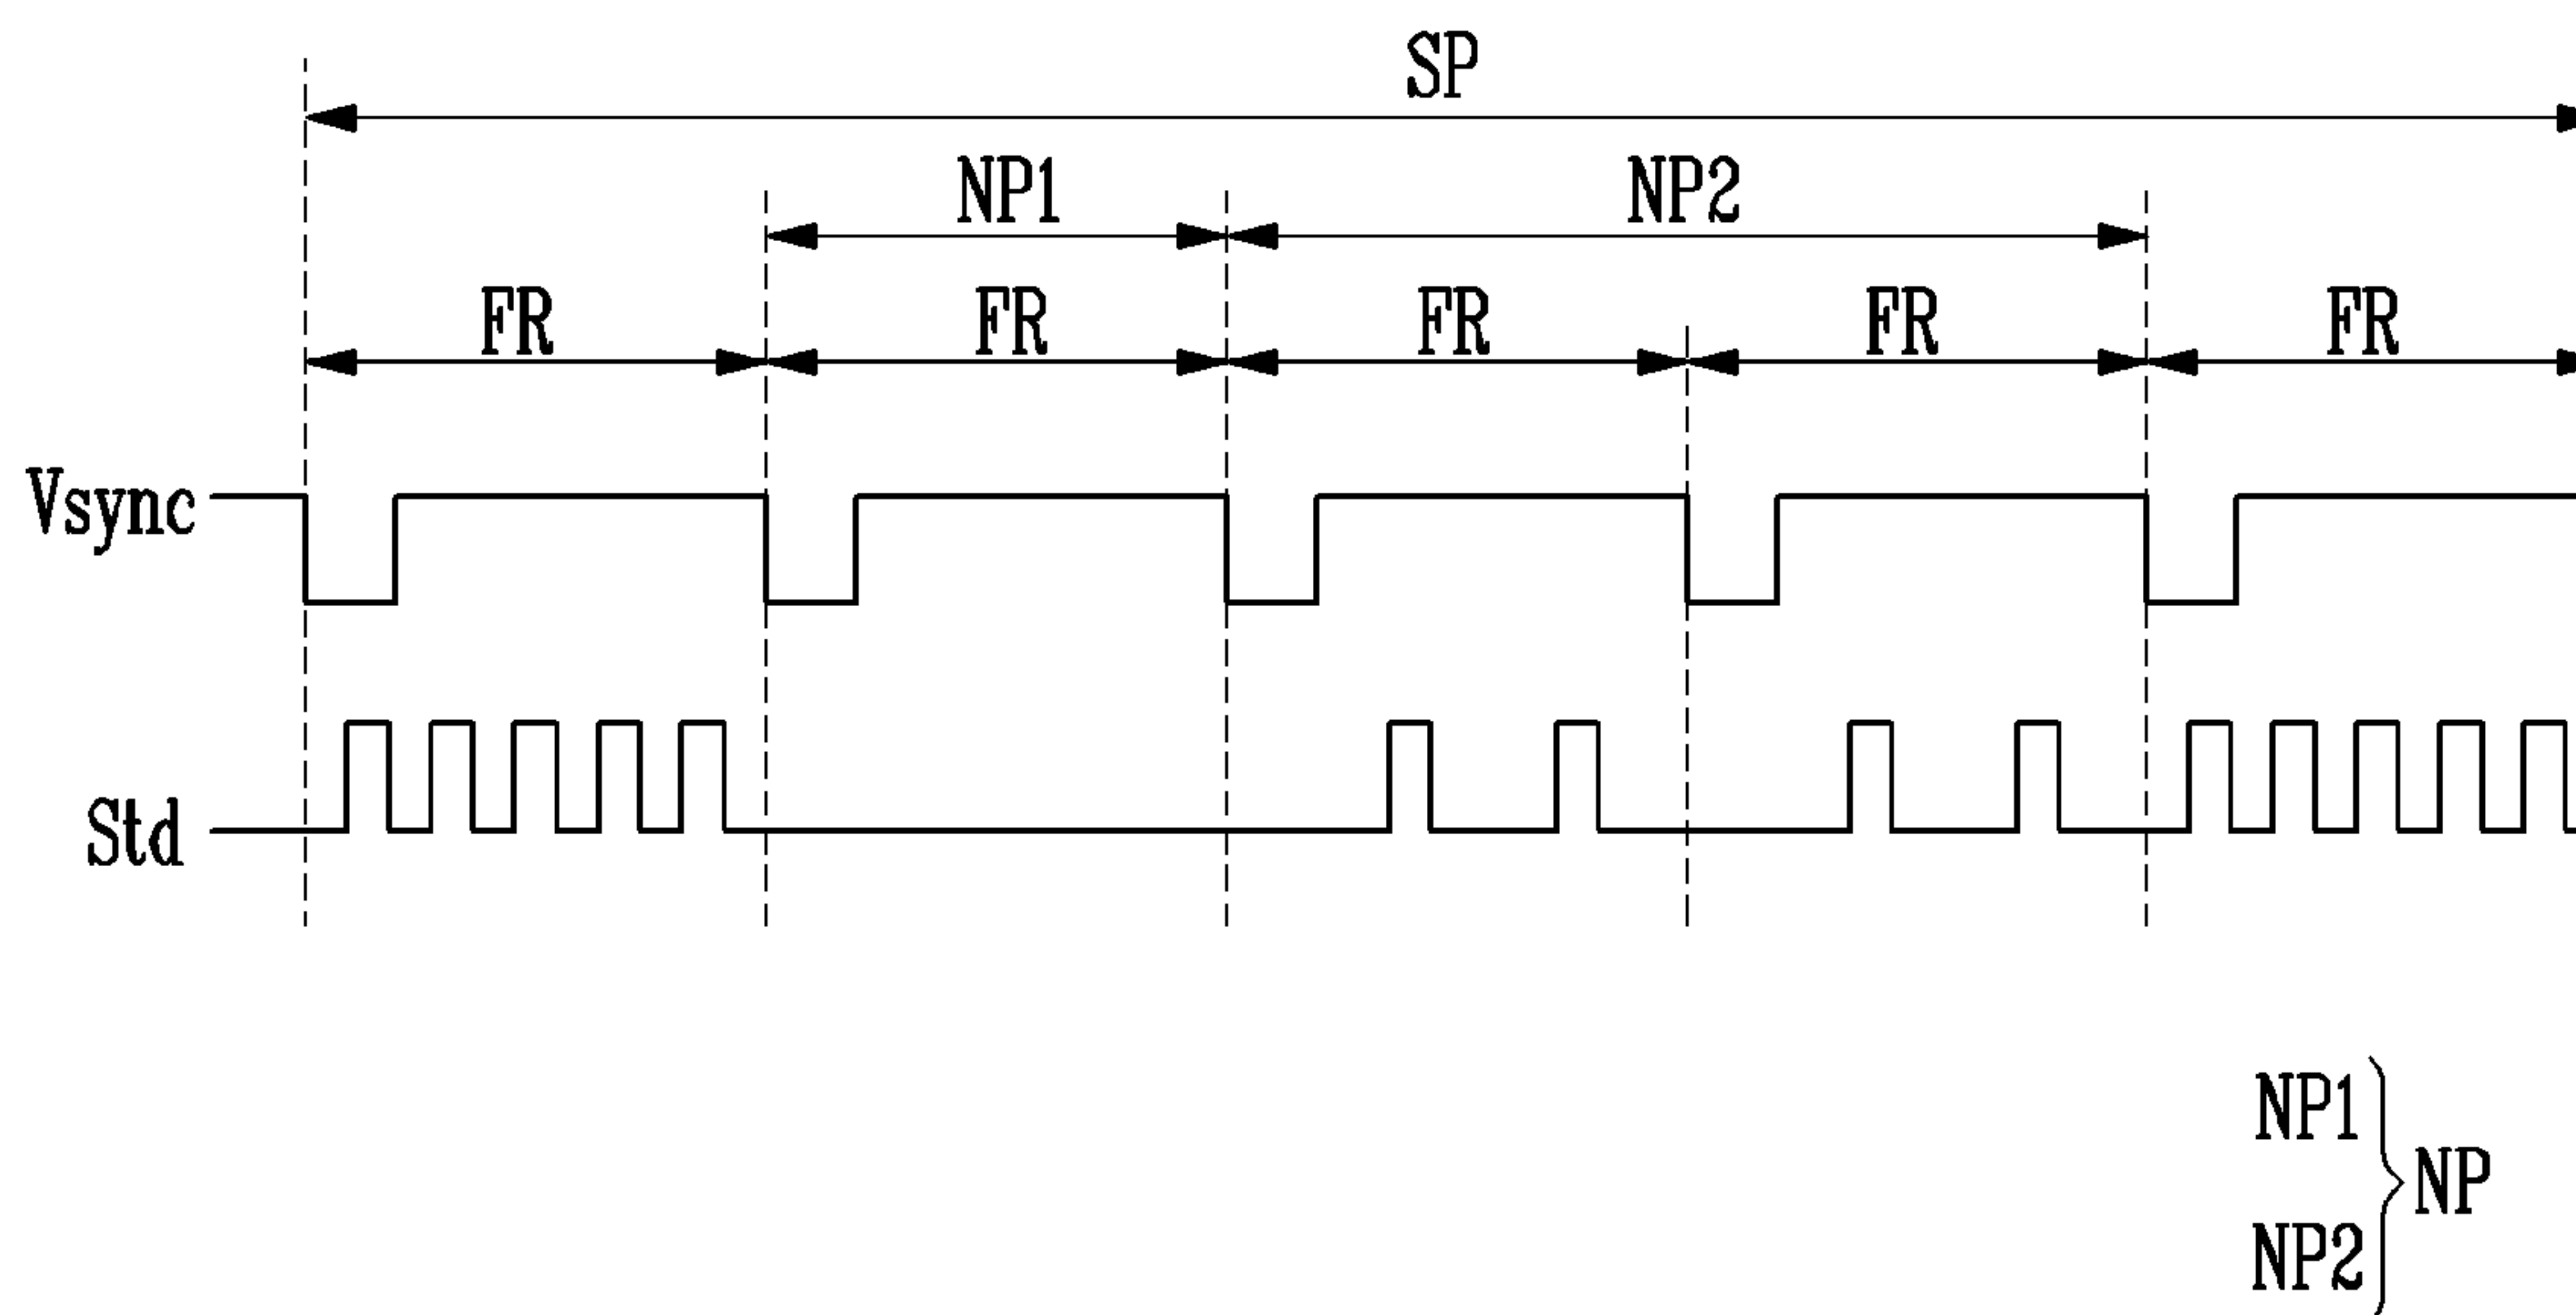 SP
NP1 NP2
FR FR FR FR FR
Vsync
Std
NP1
NP
NP2